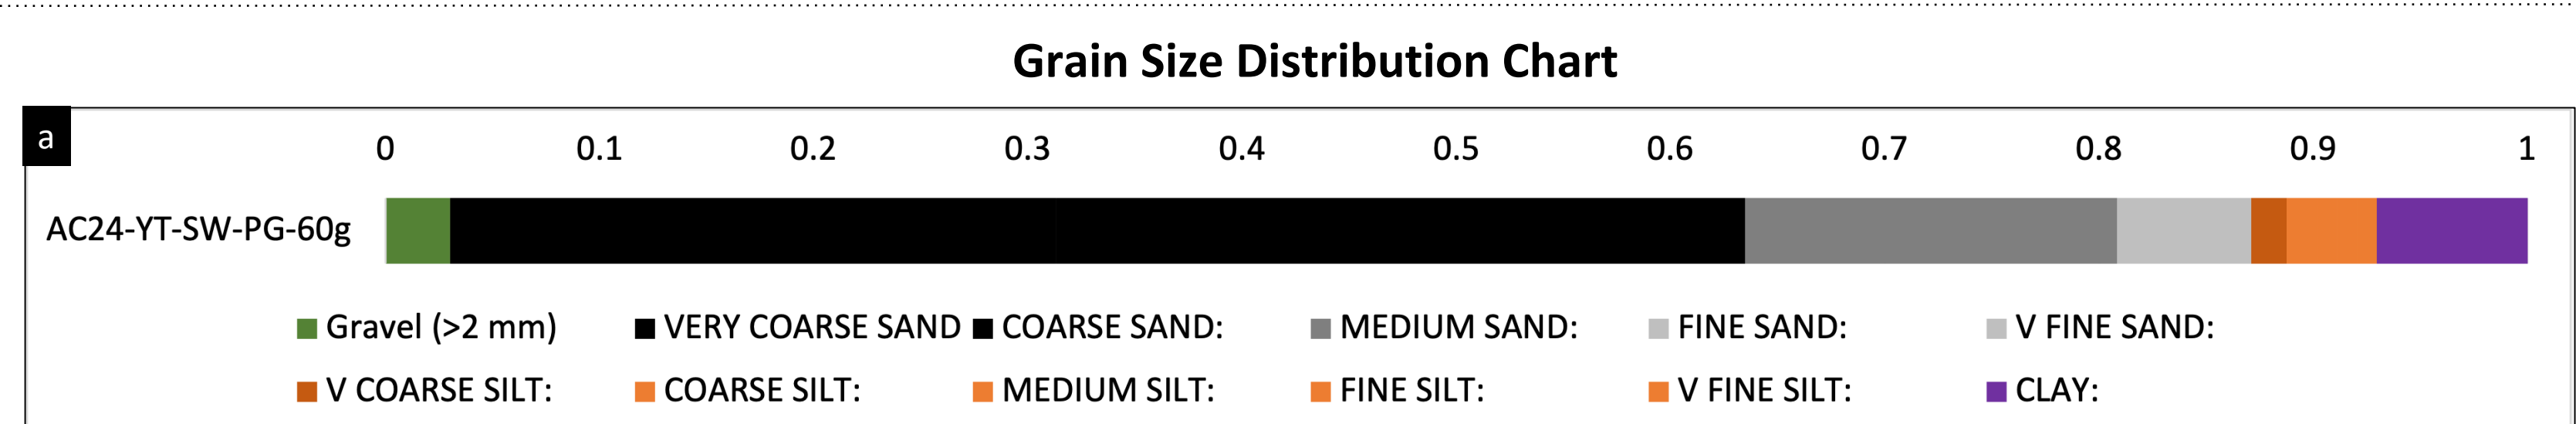 Grain Size Distribution Chart
a
0 0.1 0.2 0.3 0.4 0.5 0.6 0.7 0.8 0.9 1
AC24-YT-SW-PG-60g
Gravel (>2 mm) VERY COARSE SAND COARSE SAND: MEDIUM SAND: FINE SAND: V FINE SAND:
V COARSE SILT: COARSE SILT: MEDIUM SILT: FINE SILT: V FINE SILT: CLAY: